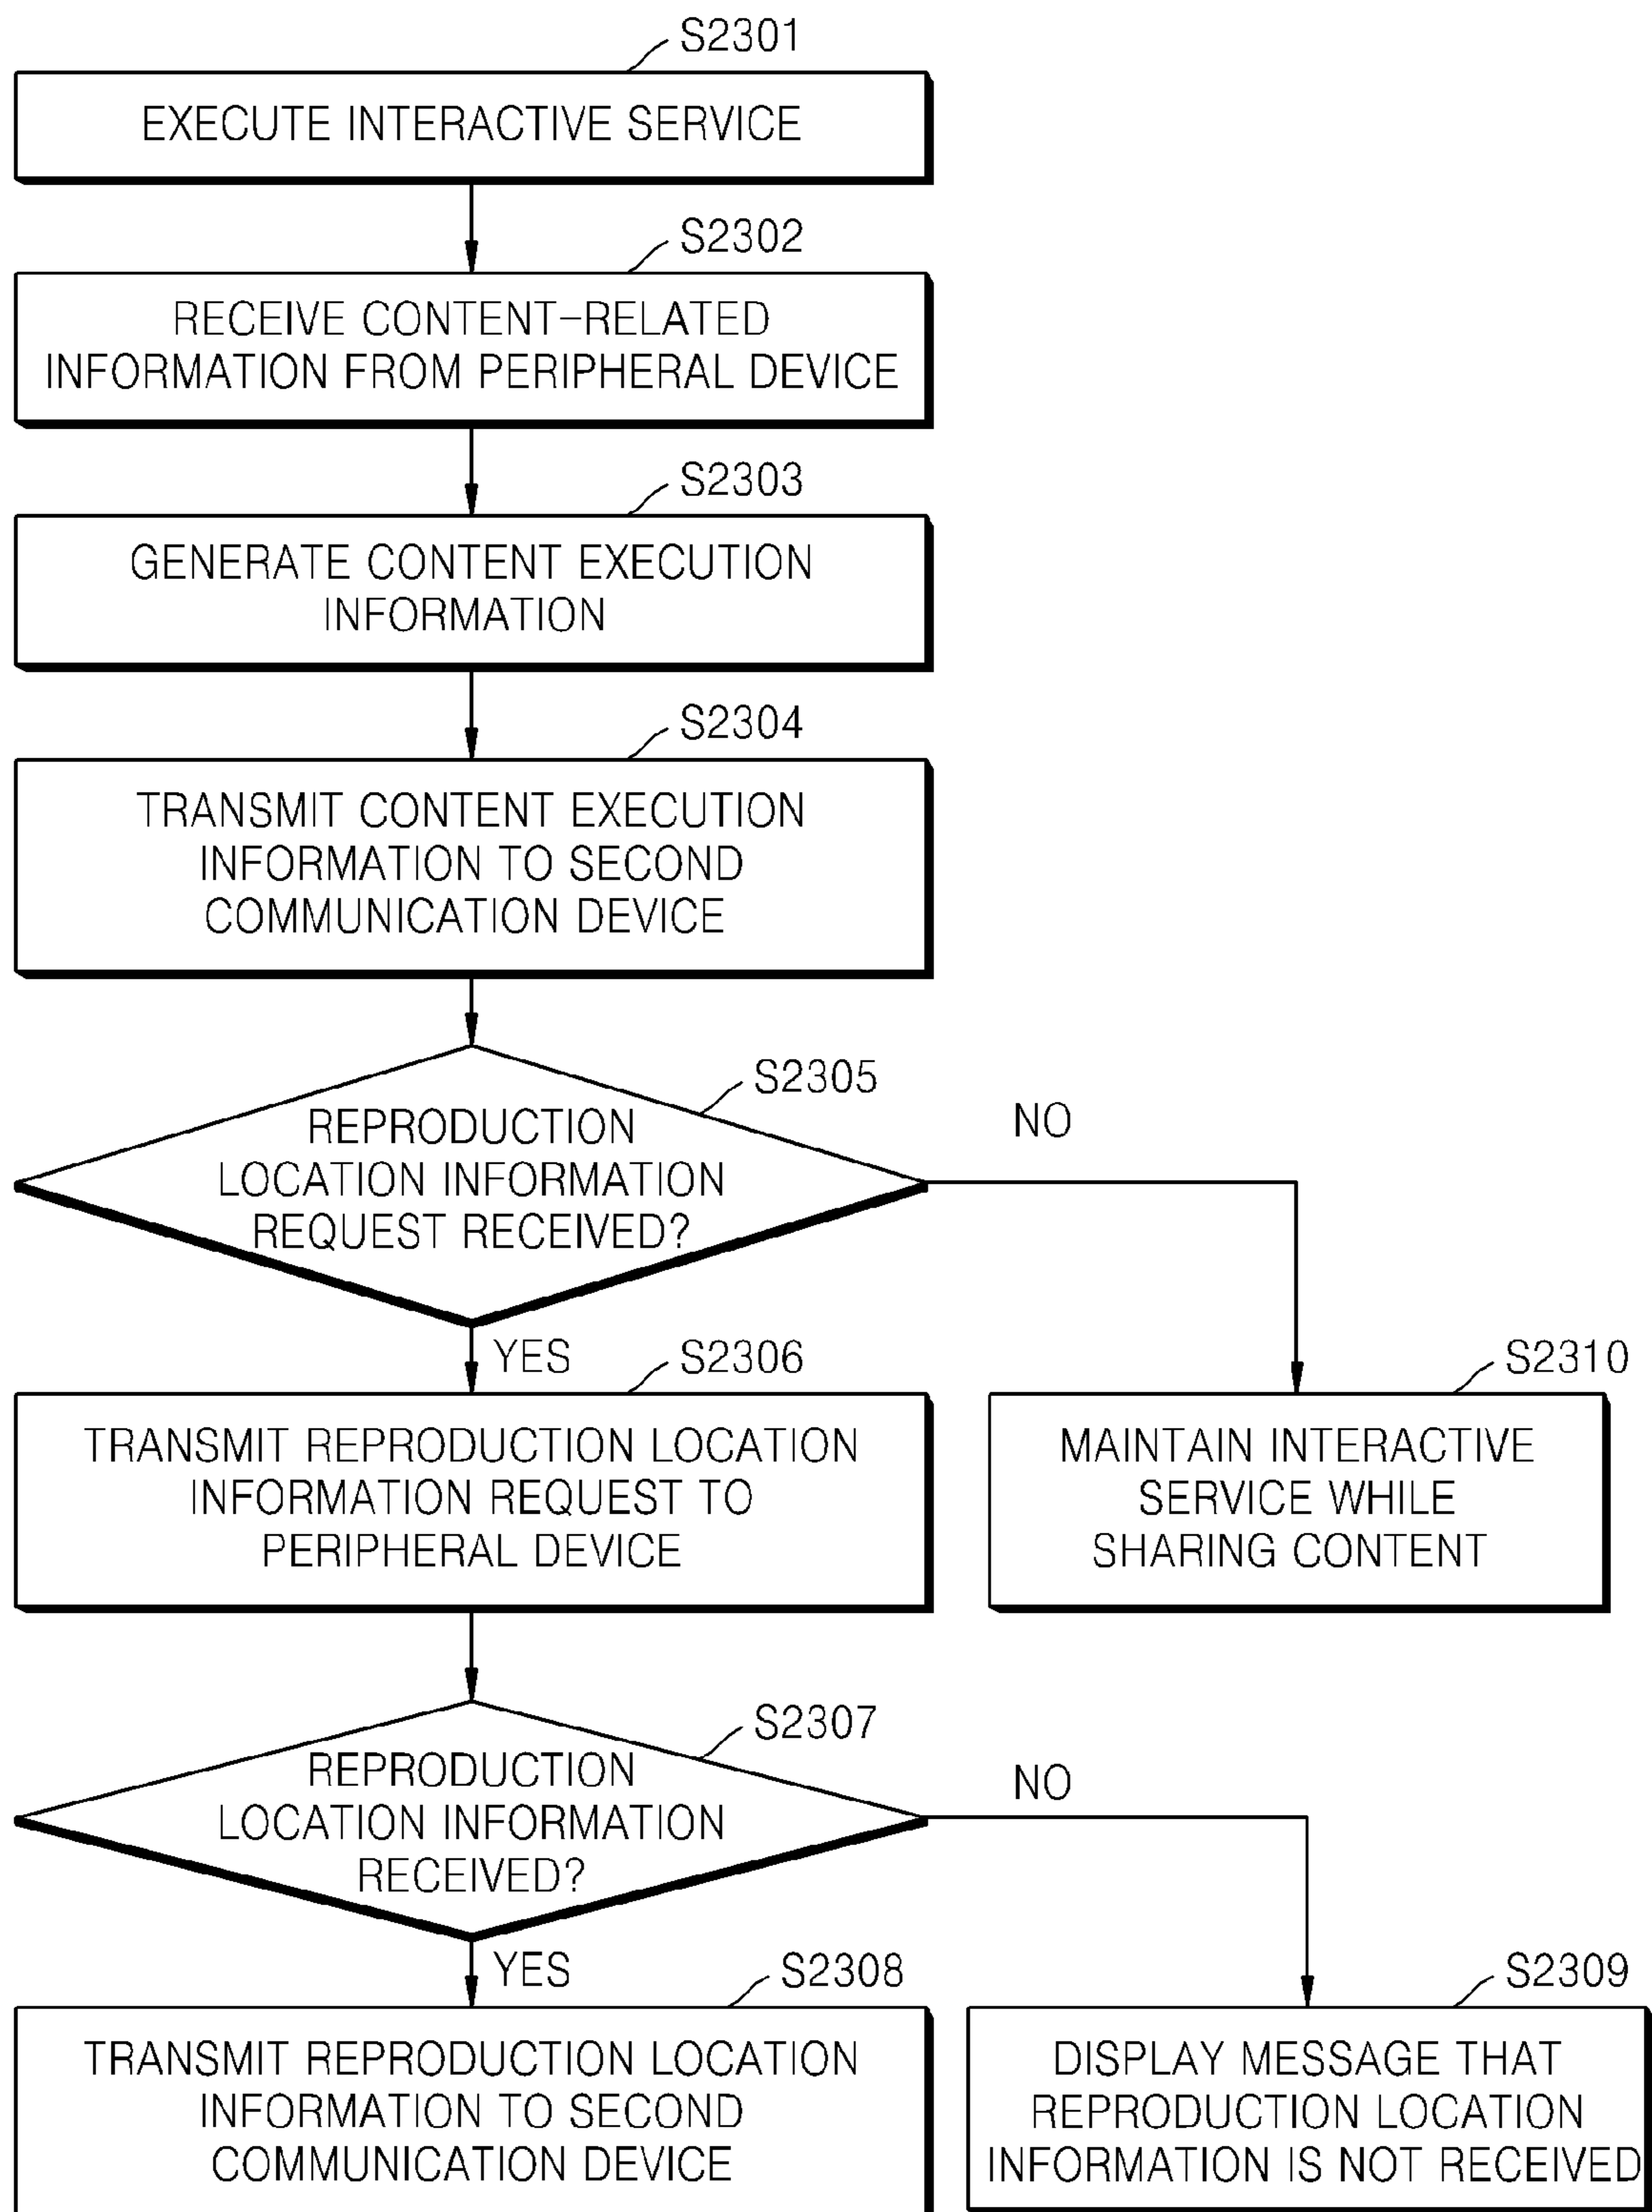 S2301
EXECUTE INTERACTIVE SERVICE
S2302
RECEIVE CONTENT-RELATED
INFORMATION FROM PERIPHERAL DEVICE
S2303
GENERATE CONTENT EXECUTION
INFORMATION
S2304
TRANSMIT CONTENT EXECUTION
INFORMATION TO SECOND
COMMUNICATION DEVICE
S2305
REPRODUCTION
LOCATION INFORMATION
REQUEST RECEIVED?
NO
YES
S2306
TRANSMIT REPRODUCTION LOCATION
INFORMATION REQUEST TO
PERIPHERAL DEVICE
S2310
MAINTAIN INTERACTIVE
SERVICE WHILE
SHARING CONTENT
S2307
REPRODUCTION
LOCATION INFORMATION
RECEIVED?
NO
YES
S2308
TRANSMIT REPRODUCTION LOCATION
INFORMATION TO SECOND
COMMUNICATION DEVICE
S2309
DISPLAY MESSAGE THAT
REPRODUCTION LOCATION
INFORMATION IS NOT RECEIVED